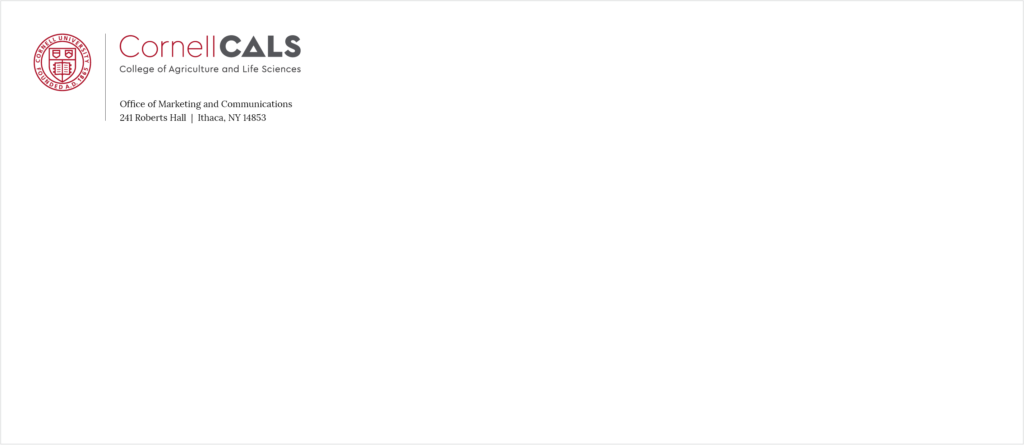 CORNELL UNIVERSITY
FOUNDED A.D. 1865
CornellCALS
College of Agriculture and Life Sciences
Office of Marketing and Communications
241 Roberts Hall | Ithaca, NY 14853